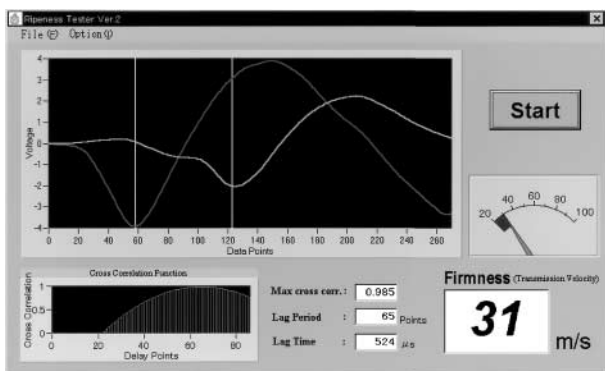 Ripeness Tester Ver.2
File(F) Option(I)
Voltage
4
3
2
1
0
-1
-2
-3
-4
0 20 40 60 80 100 120 140 160 180 200 220 240 260
Data Points
Start
20 40 60 80 100
Cross Correlation Function
Cross Correlation
1
0.5
0
0 20 40 60 80
Delay Points
Max cross corr. : 0.985
Lag Period : 65 Points
Lag Time : 524 μs
Firmness (Transmission Velocity)
31 m/s